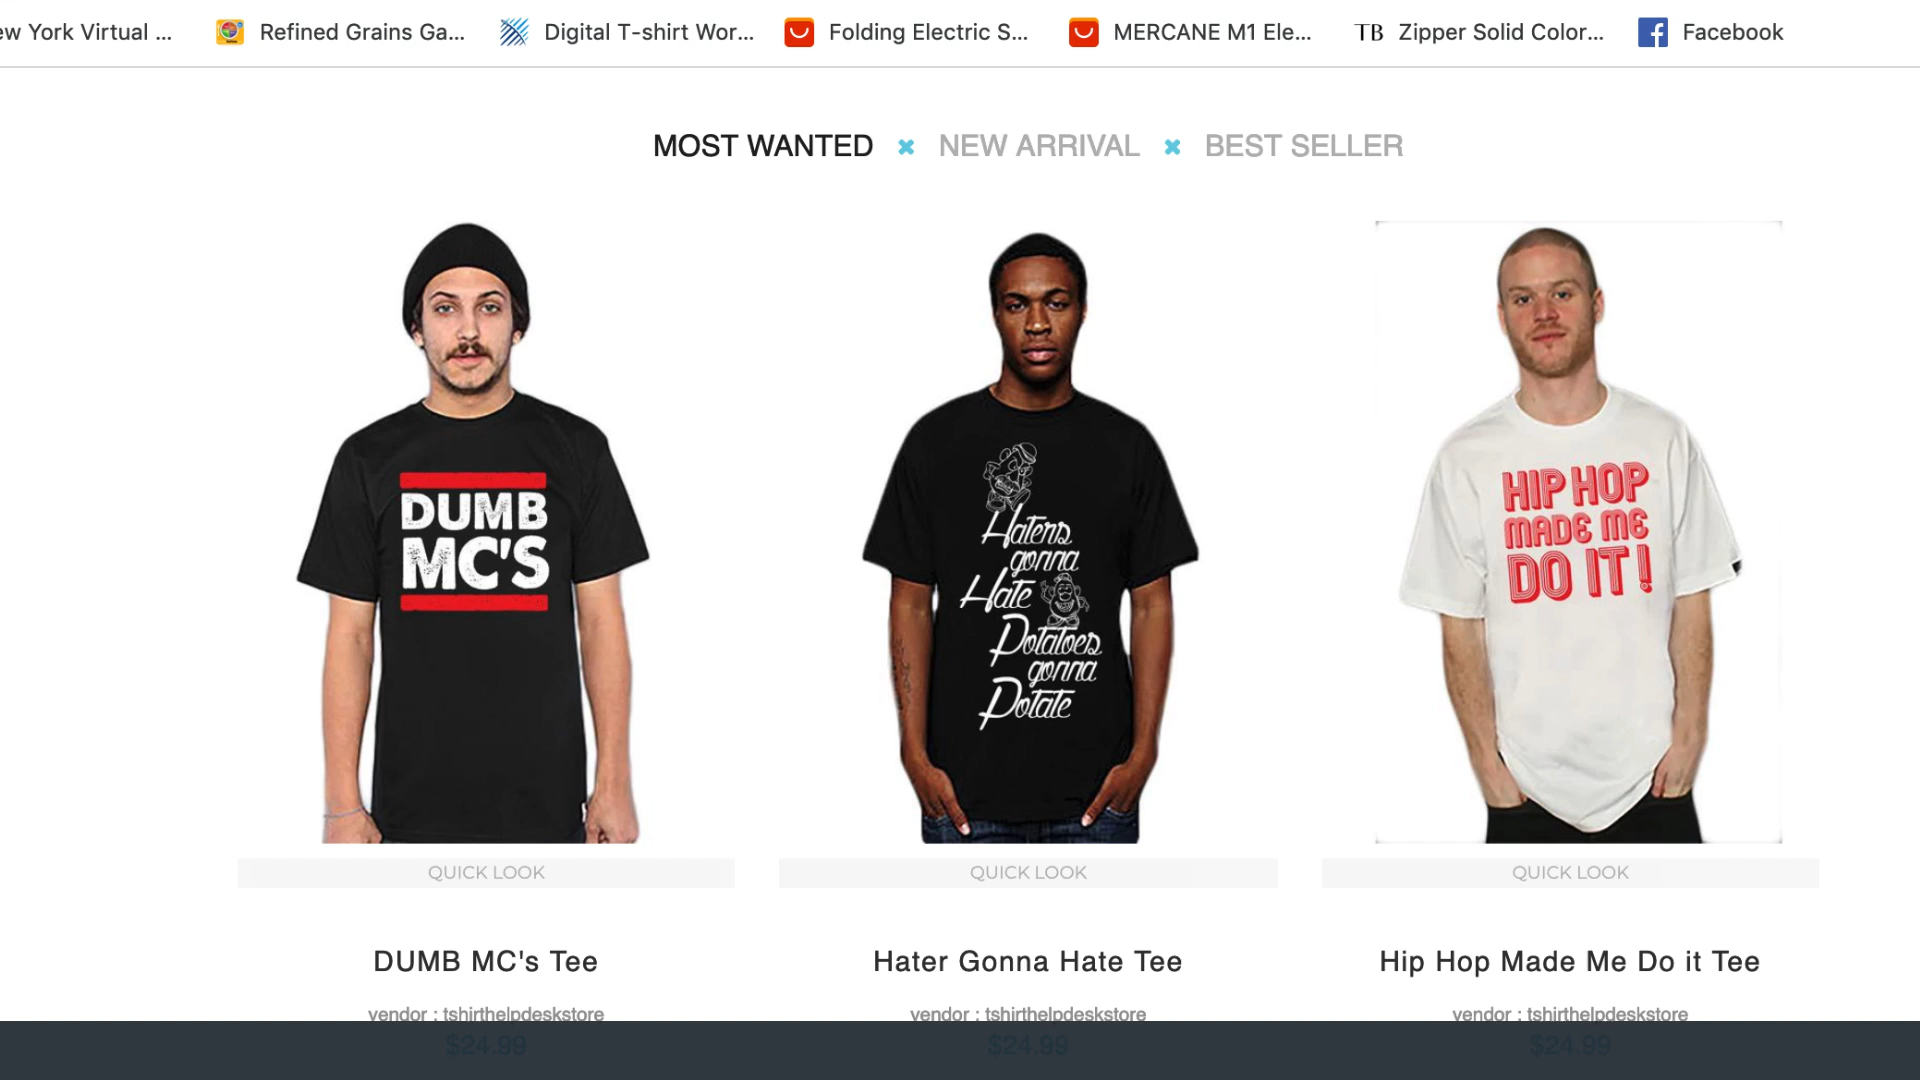 ew York Virtual ...
Refined Grains Ga...
Digital T-shirt Wor...
Folding Electric S...
MERCANE M1 Ele...
TB Zipper Solid Color...
Facebook
MOST WANTED
NEW ARRIVAL
BEST SELLER
DUMB
MC'S
Haters
gonna
Hate
Potatoes
gonna
Potate
HIP HOP
MADE ME
DO IT!
QUICK LOOK
QUICK LOOK
QUICK LOOK
DUMB MC's Tee
Hater Gonna Hate Tee
Hip Hop Made Me Do it Tee
vendor : tshirthelpdeskstore
vendor : tshirthelpdeskstore
vendor : tshirthelpdeskstore
$24.99
$24.99
$24.99